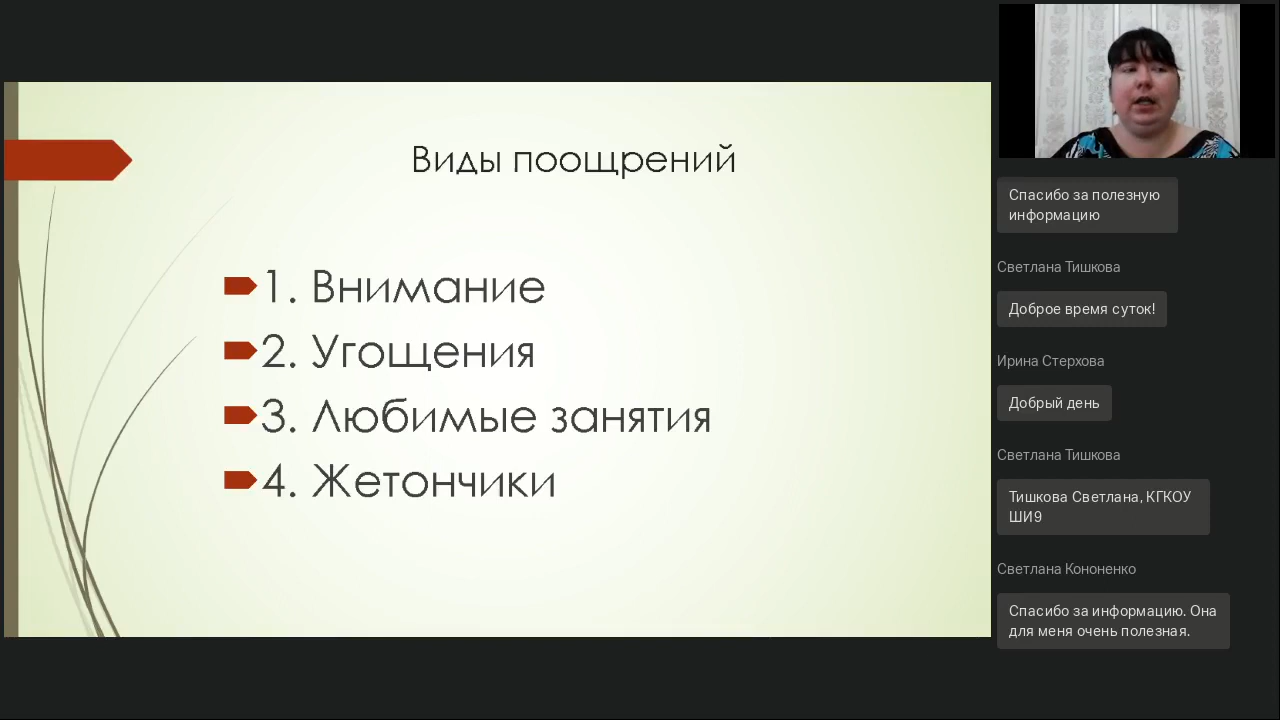 Виды поощрений
1. Внимание
2. Угощения
3. Любимые занятия
4. Жетончики
Спасибо за полезную
информацию
Светлана Тишкова
Доброе время суток!
Ирина Стерхова
Добрый день
Светлана Тишкова
Тишкова Светлана, КГКОУ
ШИ9
Светлана Кононенко
Спасибо за информацию. Она
для меня очень полезная.